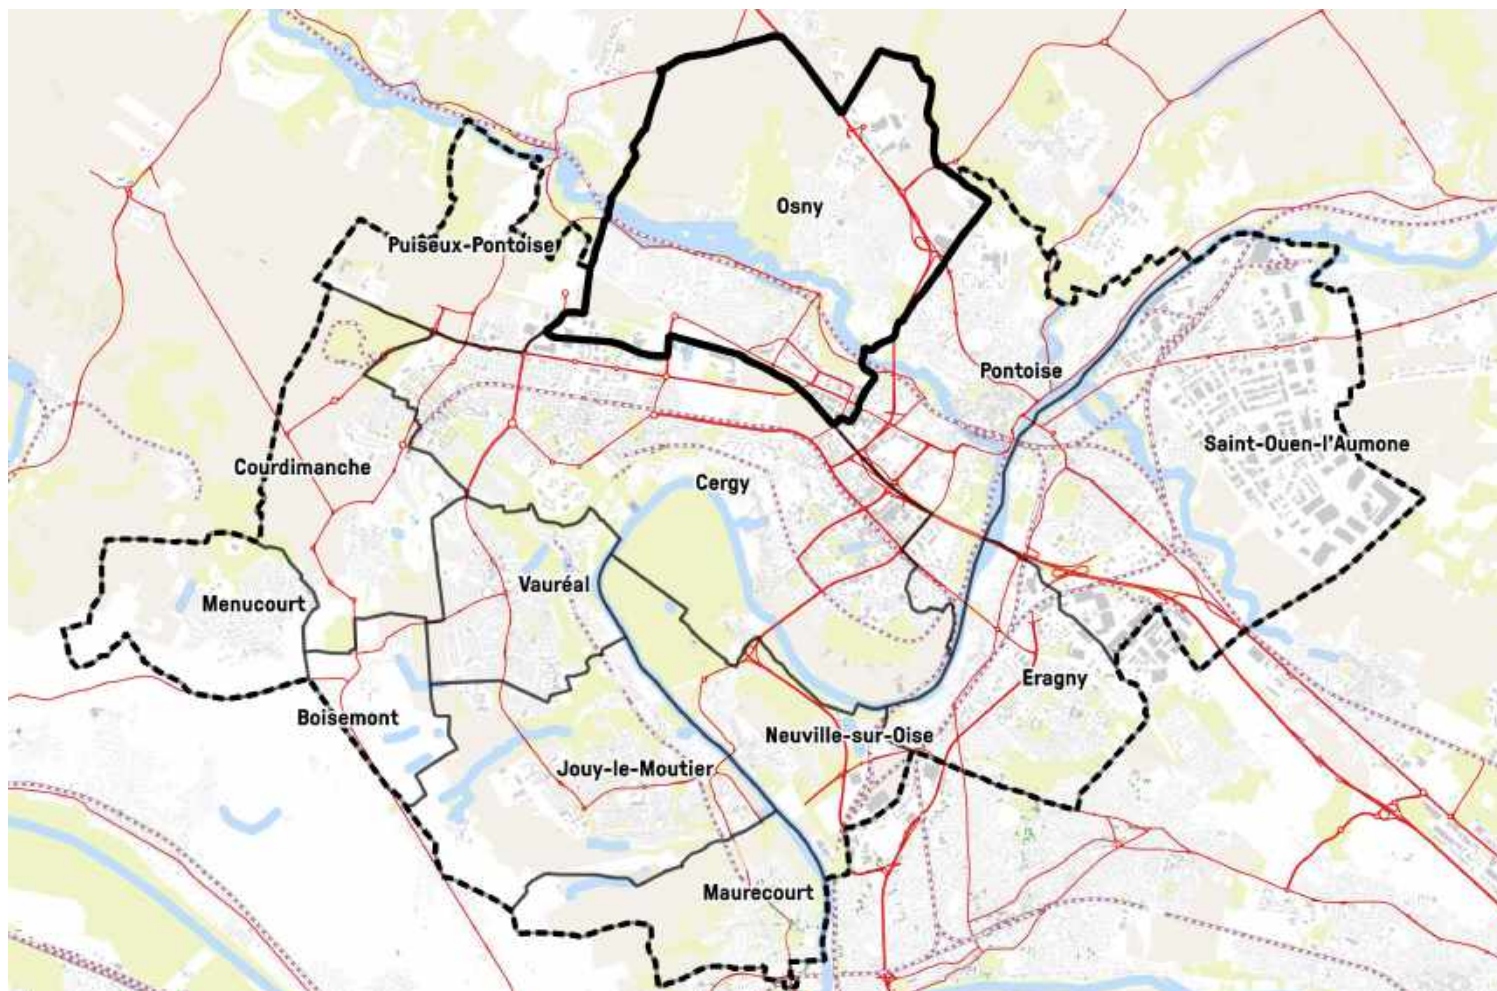 Osny
Puiseux-Pontoise
Pontoise
Saint-Ouen-l'Aumone
Courdimanche
Cergy
Vauréal
Menucourt
Eragny
Boisemont
Neuville-sur-Oise
Jouy-le-Moutier
Maurecourt